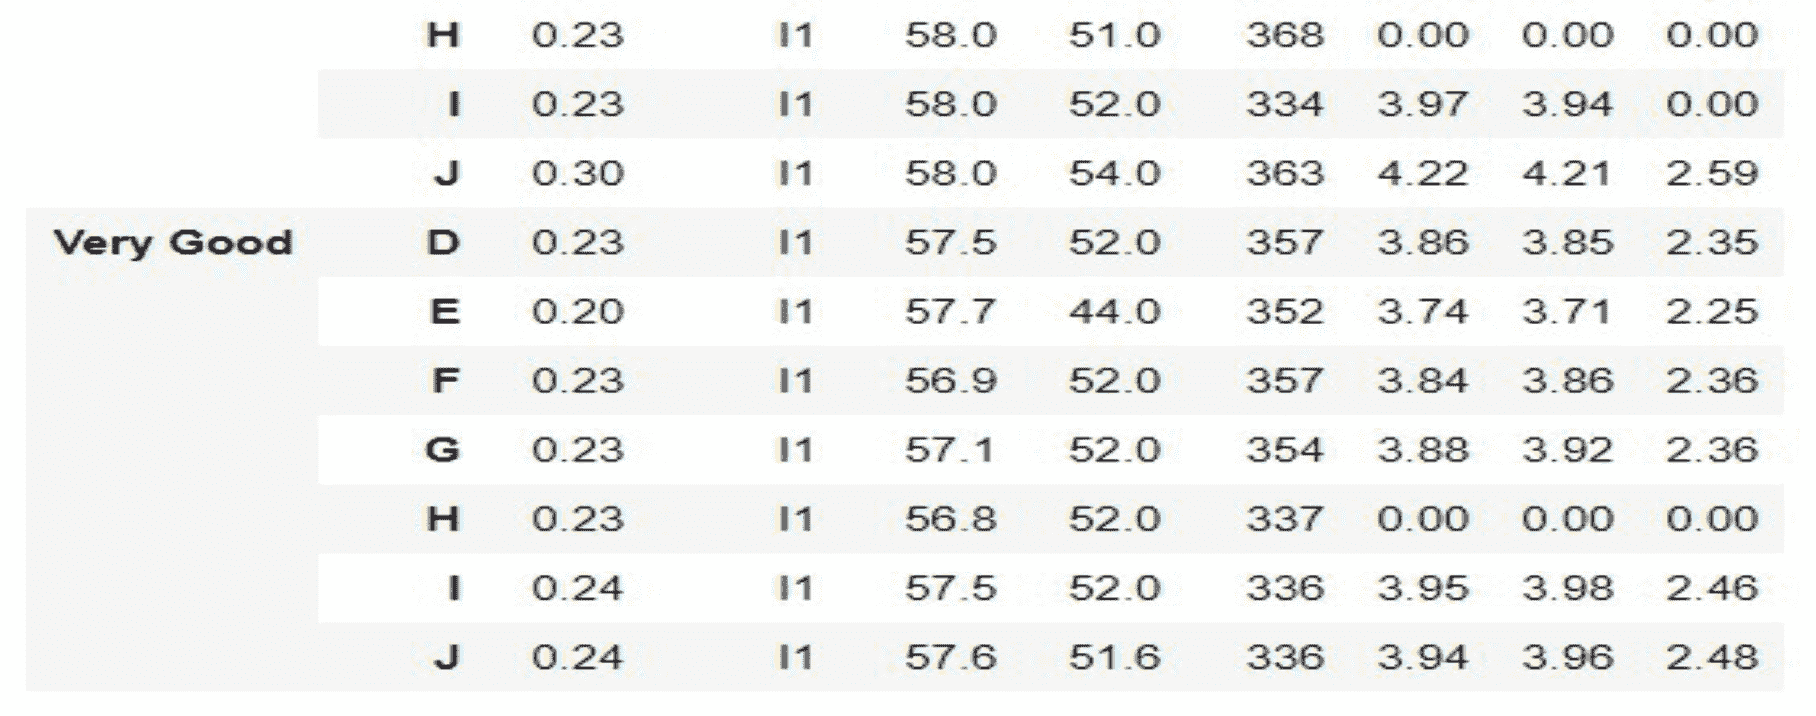 H 0.23 I1 58.0 51.0 368 0.00 0.00 0.00
I 0.23 I1 58.0 52.0 334 3.97 3.94 0.00
J 0.30 I1 58.0 54.0 363 4.22 4.21 2.59
Very Good D 0.23 I1 57.5 52.0 357 3.86 3.85 2.35
E 0.20 I1 57.7 44.0 352 3.74 3.71 2.25
F 0.23 I1 56.9 52.0 357 3.84 3.86 2.36
G 0.23 I1 57.1 52.0 354 3.88 3.92 2.36
H 0.23 I1 56.8 52.0 337 0.00 0.00 0.00
I 0.24 I1 57.5 52.0 336 3.95 3.98 2.46
J 0.24 I1 57.6 51.6 336 3.94 3.96 2.48